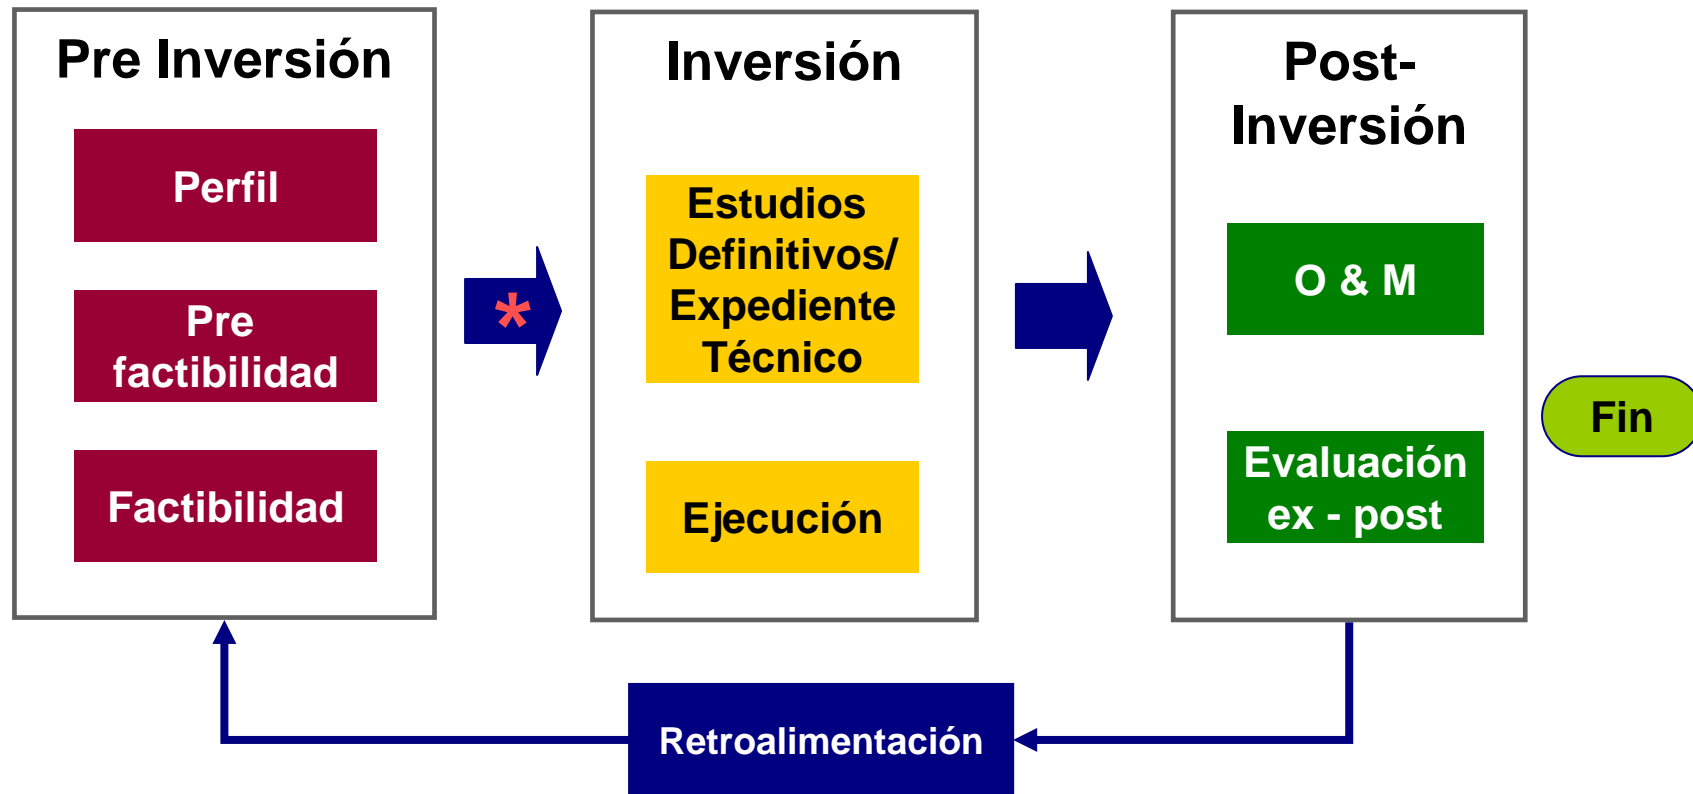 Pre Inversión
Perfil
Pre
factibilidad
Factibilidad
*
Inversión
Estudios
Definitivos/
Expediente
Técnico
Ejecución
Post-
Inversión
O & M
Evaluación
ex - post
Fin
Retroalimentación